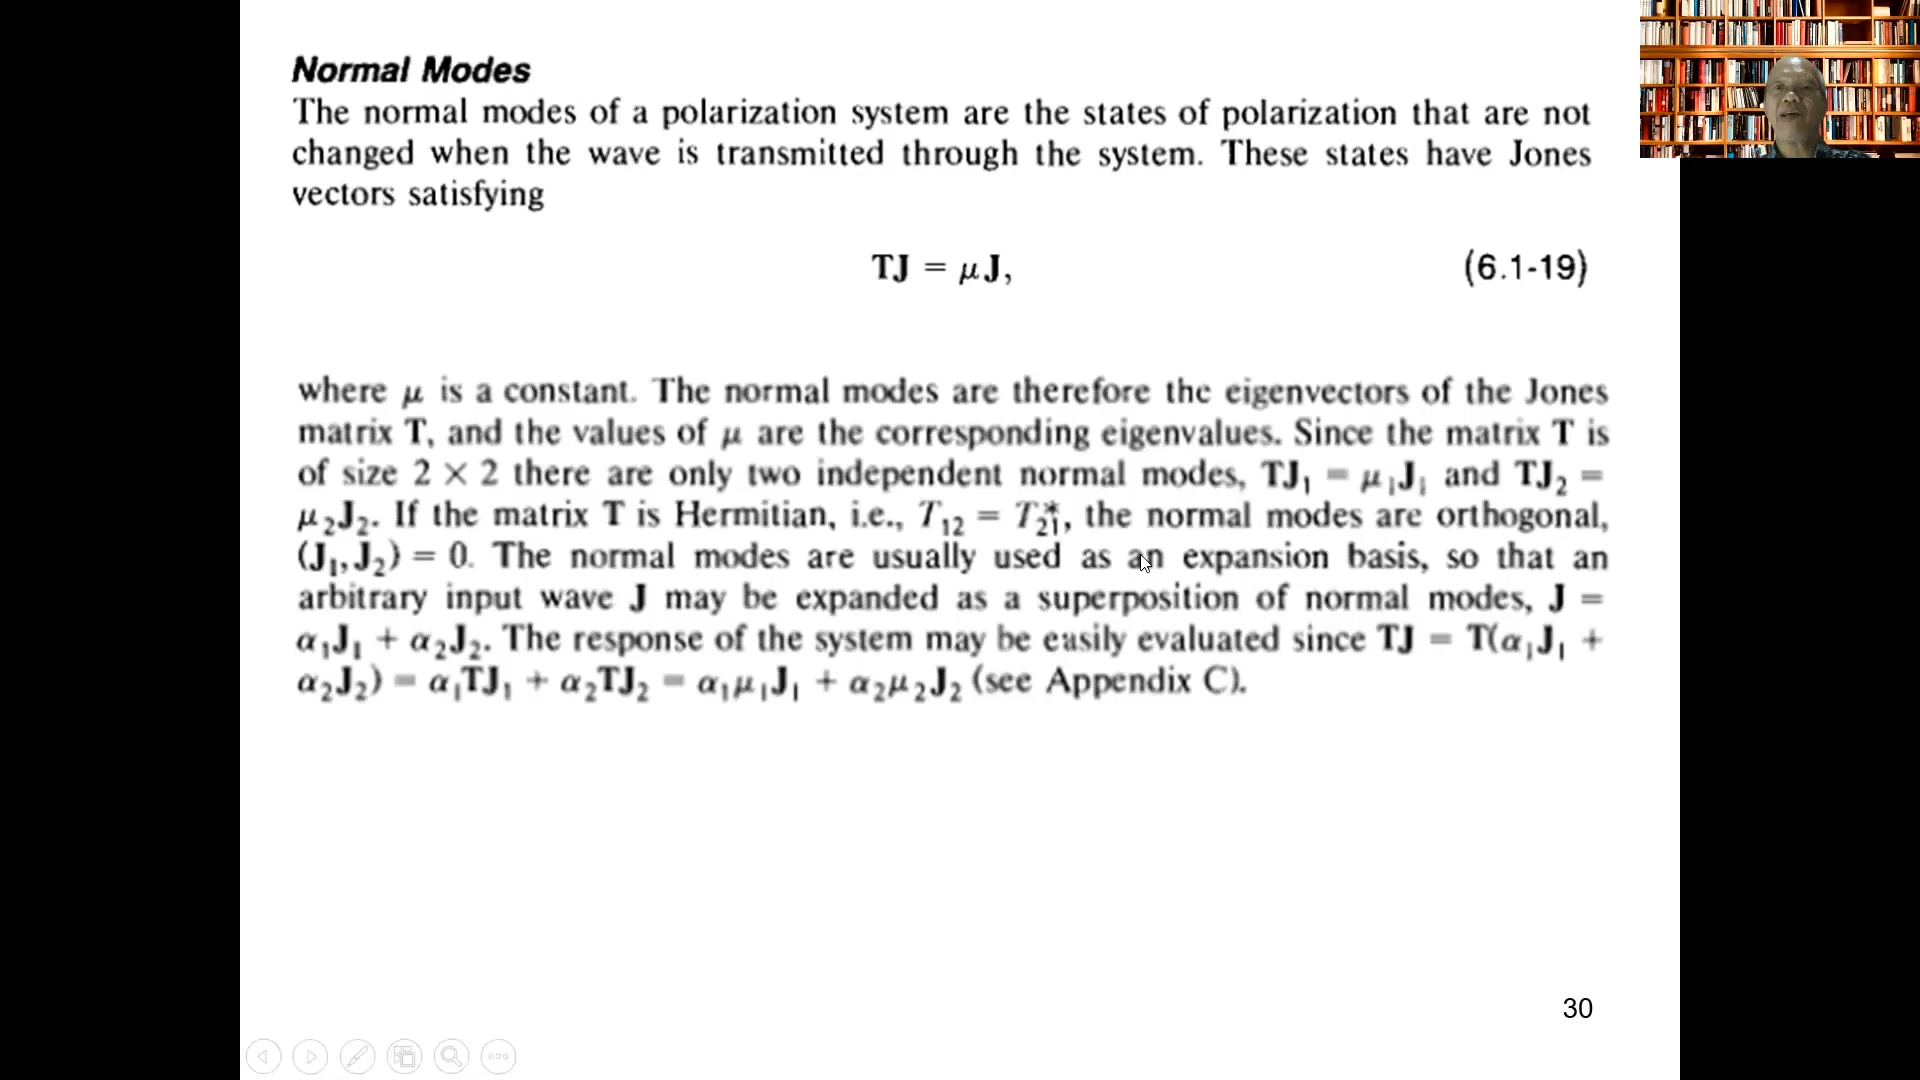 Normal Modes
The normal modes of a polarization system are the states of polarization that are not
changed when the wave is transmitted through the system. These states have Jones
vectors satisfying
TJ = μJ, (6.1-19)
where μ is a constant. The normal modes are therefore the eigenvectors of the Jones
matrix T, and the values of μ are the corresponding eigenvalues. Since the matrix T is
of size 2 × 2 there are only two independent normal modes, TJ₁ = μ₁J₁ and TJ₂ =
μ₂J₂. If the matrix T is Hermitian, i.e., T₁₂ = T₂₁*, the normal modes are orthogonal,
(J₁, J₂) = 0. The normal modes are usually used as an expansion basis, so that an
arbitrary input wave J may be expanded as a superposition of normal modes, J =
α₁J₁ + α₂J₂. The response of the system may be easily evaluated since TJ = T(α₁J₁ +
α₂J₂) = α₁TJ₁ + α₂TJ₂ = α₁μ₁J₁ + α₂μ₂J₂ (see Appendix C).
30